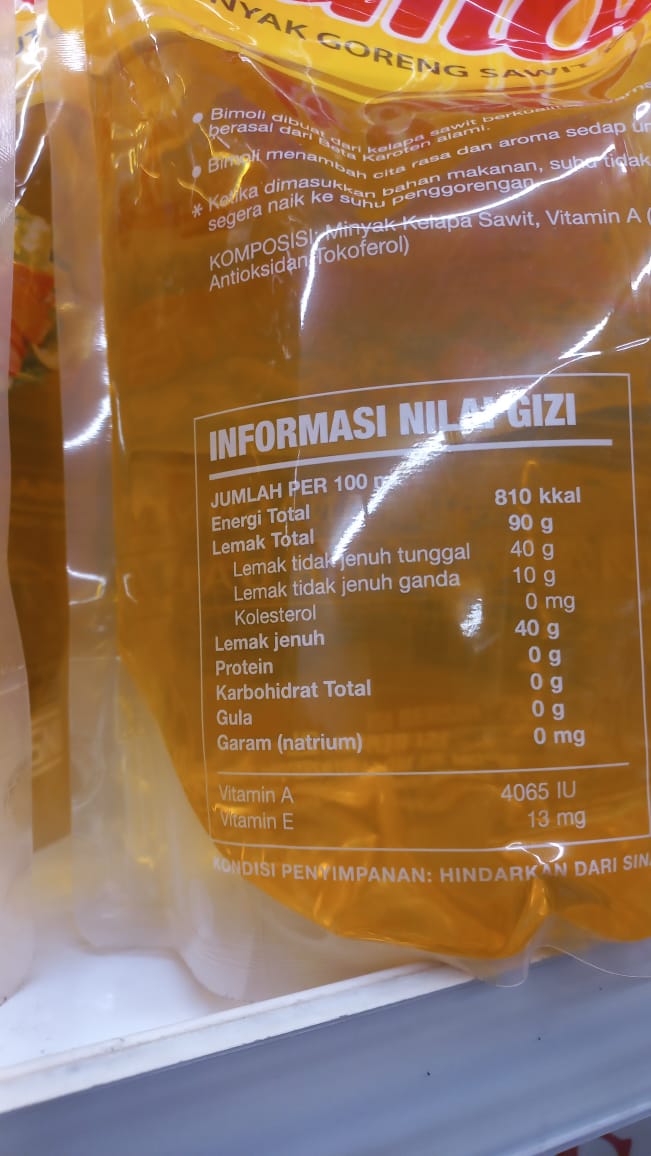 NYAK GORENG SAWIT
• Bimoli dibuat dari kelapa sawit
berasal dari Beta Karoten alami.
• Bimoli menambah cita rasa dan aroma sedap
* Ketika dimasukkan bahan makanan, suhu tidak
segera naik ke suhu penggorengan
KOMPOSISI: Minyak Kelapa Sawit, Vitamin A (
Antioksidan Tokoferol)
INFORMASI NILAI GIZI
JUMLAH PER 100
Energi Total 810 kkal
Lemak Total 90 g
Lemak tidak jenuh tunggal 40 g
Lemak tidak jenuh ganda 10 g
Kolesterol 0 mg
Lemak jenuh 40 g
Protein 0 g
Karbohidrat Total 0 g
Gula 0 g
Garam (natrium) 0 mg
Vitamin A 4065 IU
Vitamin E 13 mg
KONDISI PENYIMPANAN: HINDARKAN DARI SIN